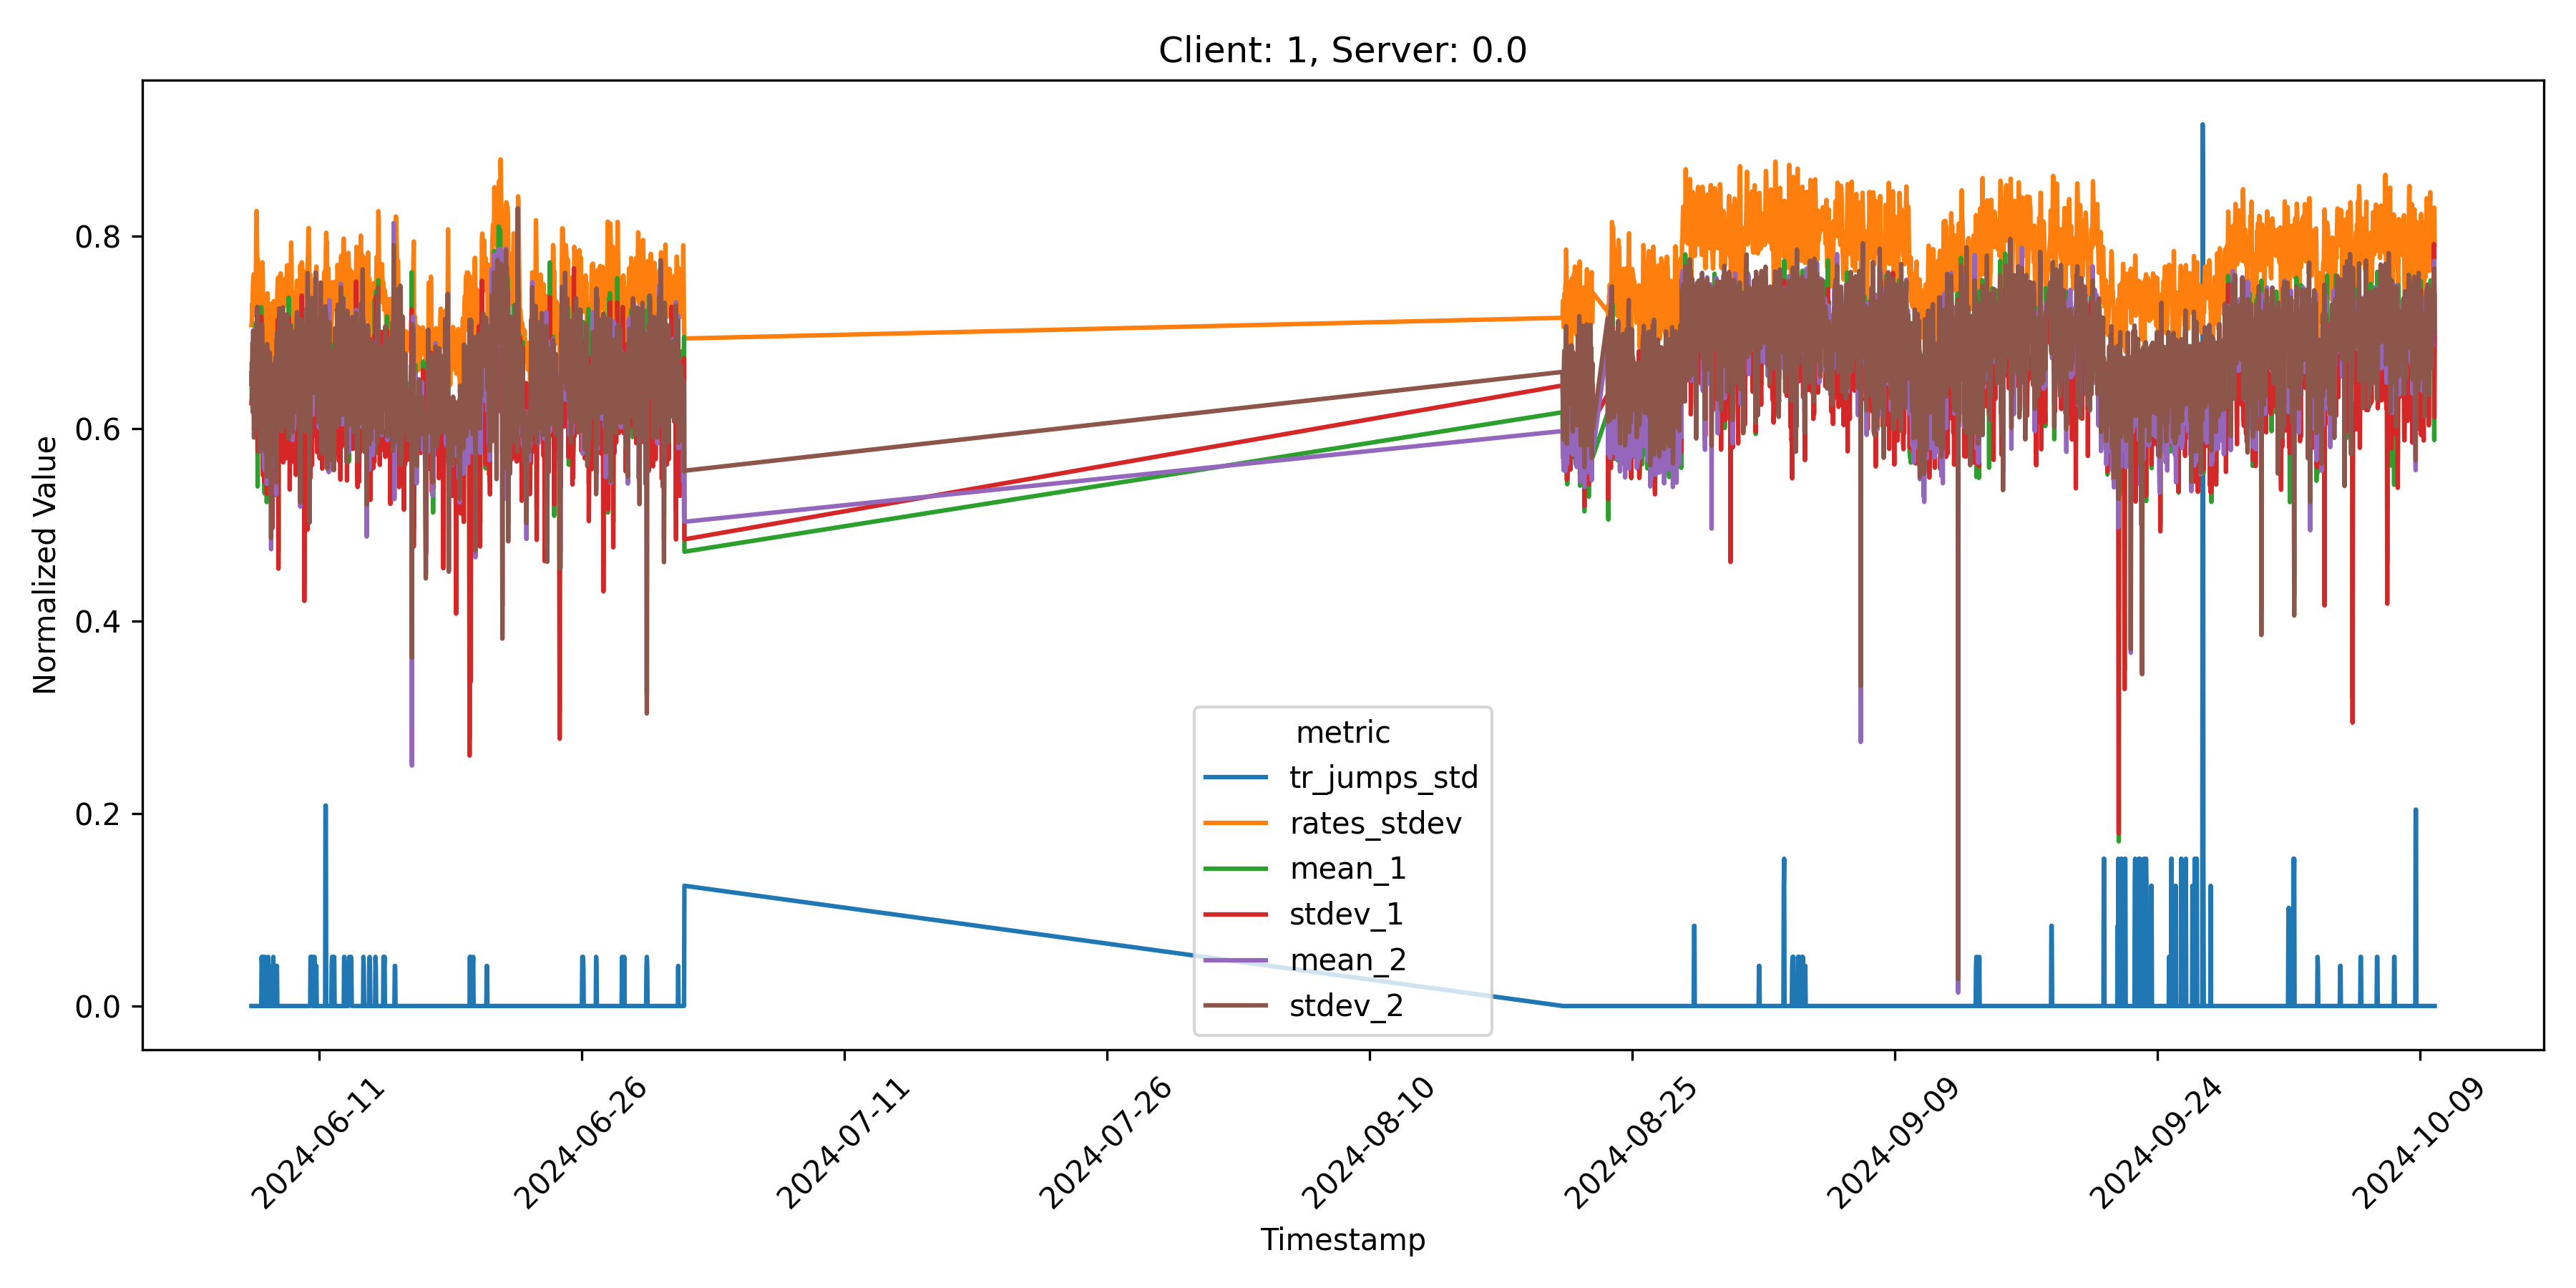 Client: 1, Server: 0.0
Normalized Value
0.8
0.6
0.4
0.2
0.0
metric
tr_jumps_std
rates_stdev
mean_1
stdev_1
mean_2
stdev_2
2024-06-11
2024-06-26
2024-07-11
2024-07-26
2024-08-10
2024-08-25
2024-09-09
2024-09-24
2024-10-09
Timestamp